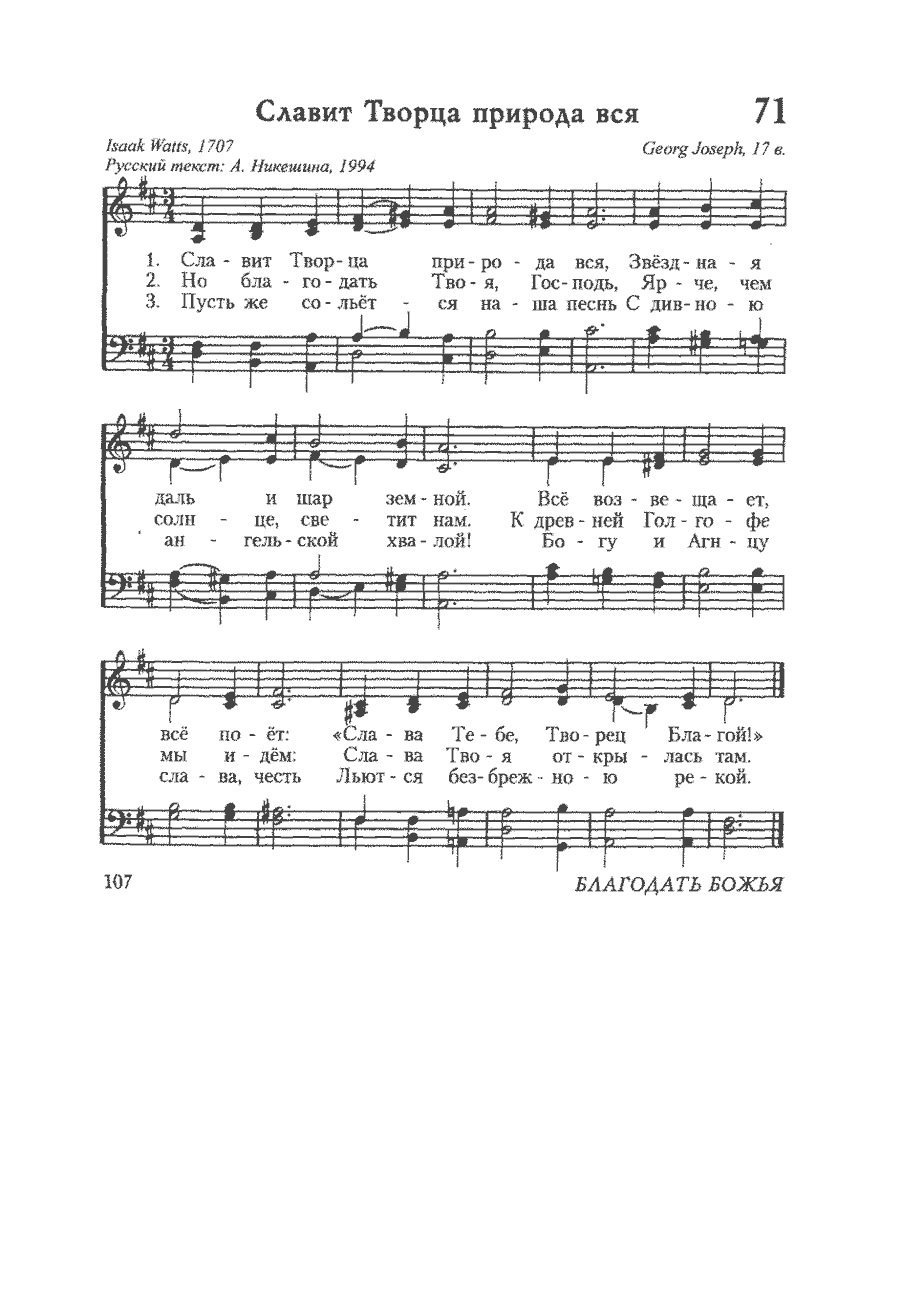 Славит Творца природа вся 71
Isaak Watts, 1707 Georg Joseph, 17 в.
Русский текст: А. Никешина, 1994
1. Сла - вит Твор - ца при - ро - да вся, Звёзд - на - я
2. Но бла - го - дать Тво - я, Гос - подь, Яр - че, чем
3. Пусть же со - льёт - ся на - ша песнь С див - но - ю
даль и шар зем - ной. Всё воз - ве - ща - ет,
солн - це, све - тит нам. К древ - ней Гол - го - фе
ан - гель - ской хва - лой! Бо - гу и Агн - цу
всё по - ёт: «Сла - ва Те - бе, Тво - рец Бла - гой!»
мы и - дём: Сла - ва Тво - я от - кры - лась там.
сла - ва, честь Льют - ся без - бреж - но - ю ре - кой.
107 БЛАГОДАТЬ БОЖЬЯ